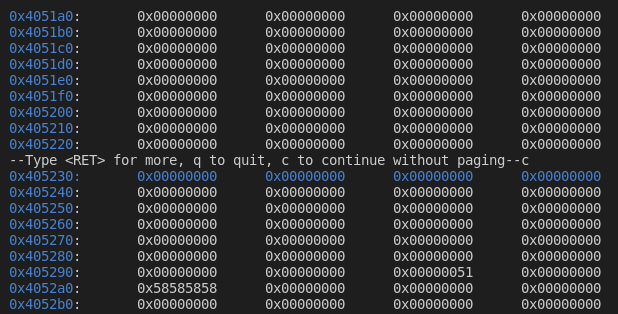 0x4051a0: 0x00000000 0x00000000 0x00000000 0x00000000
0x4051b0: 0x00000000 0x00000000 0x00000000 0x00000000
0x4051c0: 0x00000000 0x00000000 0x00000000 0x00000000
0x4051d0: 0x00000000 0x00000000 0x00000000 0x00000000
0x4051e0: 0x00000000 0x00000000 0x00000000 0x00000000
0x4051f0: 0x00000000 0x00000000 0x00000000 0x00000000
0x405200: 0x00000000 0x00000000 0x00000000 0x00000000
0x405210: 0x00000000 0x00000000 0x00000000 0x00000000
0x405220: 0x00000000 0x00000000 0x00000000 0x00000000
--Type <RET> for more, q to quit, c to continue without paging--c
0x405230: 0x00000000 0x00000000 0x00000000 0x00000000
0x405240: 0x00000000 0x00000000 0x00000000 0x00000000
0x405250: 0x00000000 0x00000000 0x00000000 0x00000000
0x405260: 0x00000000 0x00000000 0x00000000 0x00000000
0x405270: 0x00000000 0x00000000 0x00000000 0x00000000
0x405280: 0x00000000 0x00000000 0x00000000 0x00000000
0x405290: 0x00000000 0x00000000 0x00000051 0x00000000
0x4052a0: 0x58585858 0x00000000 0x00000000 0x00000000
0x4052b0: 0x00000000 0x00000000 0x00000000 0x00000000